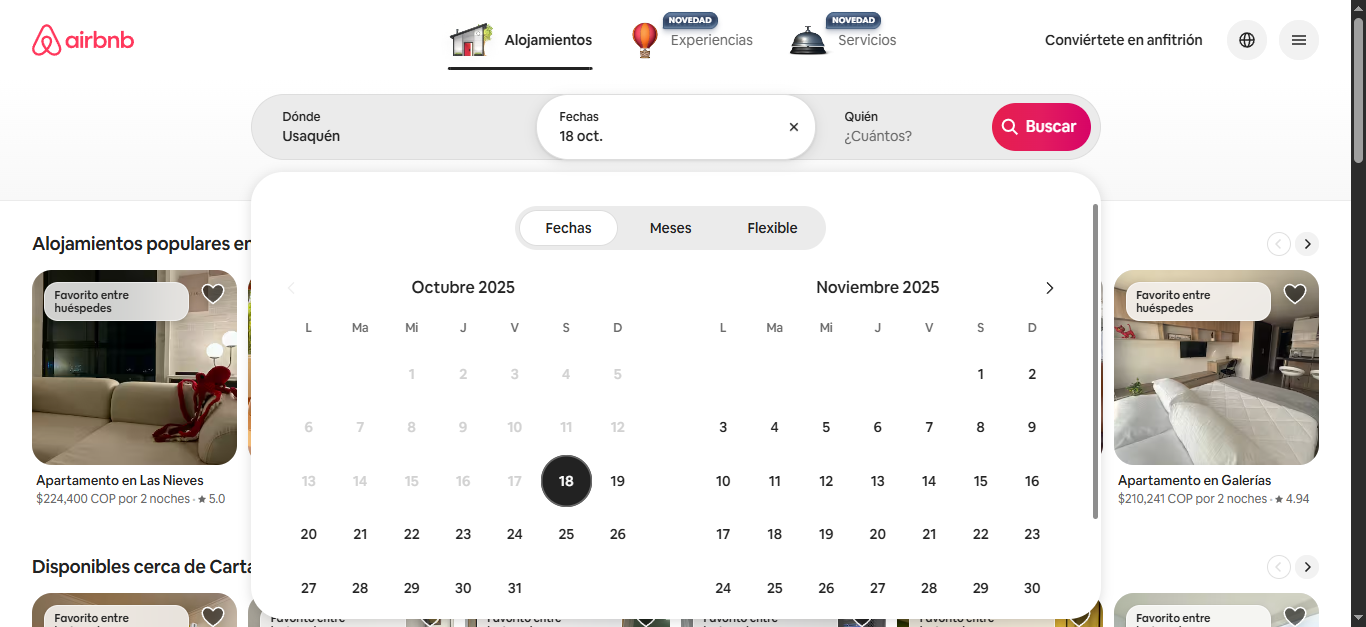 airbnb
Alojamientos
NOVEDAD
Experiencias
NOVEDAD
Servicios
Conviértete en anfitrión
Dónde
Usaquén
Fechas
18 oct.
Quién
¿Cuántos?
Buscar
Fechas Meses Flexible
Alojamientos populares en
Octubre 2025
L Ma Mi J V S D
1 2 3 4 5
6 7 8 9 10 11 12
13 14 15 16 17 18 19
20 21 22 23 24 25 26
27 28 29 30 31
Noviembre 2025
L Ma Mi J V S D
1 2
3 4 5 6 7 8 9
10 11 12 13 14 15 16
17 18 19 20 21 22 23
24 25 26 27 28 29 30
Favorito entre
huéspedes
Apartamento en Las Nieves
$224,400 COP por 2 noches · ★ 5.0
Favorito entre
huéspedes
Apartamento en Galerías
$210,241 COP por 2 noches · ★ 4.94
Disponibles cerca de Carta
Favorito entre
Favorito entre
Favorito entre
Favorito entre
Favorito entre
Favorito entre